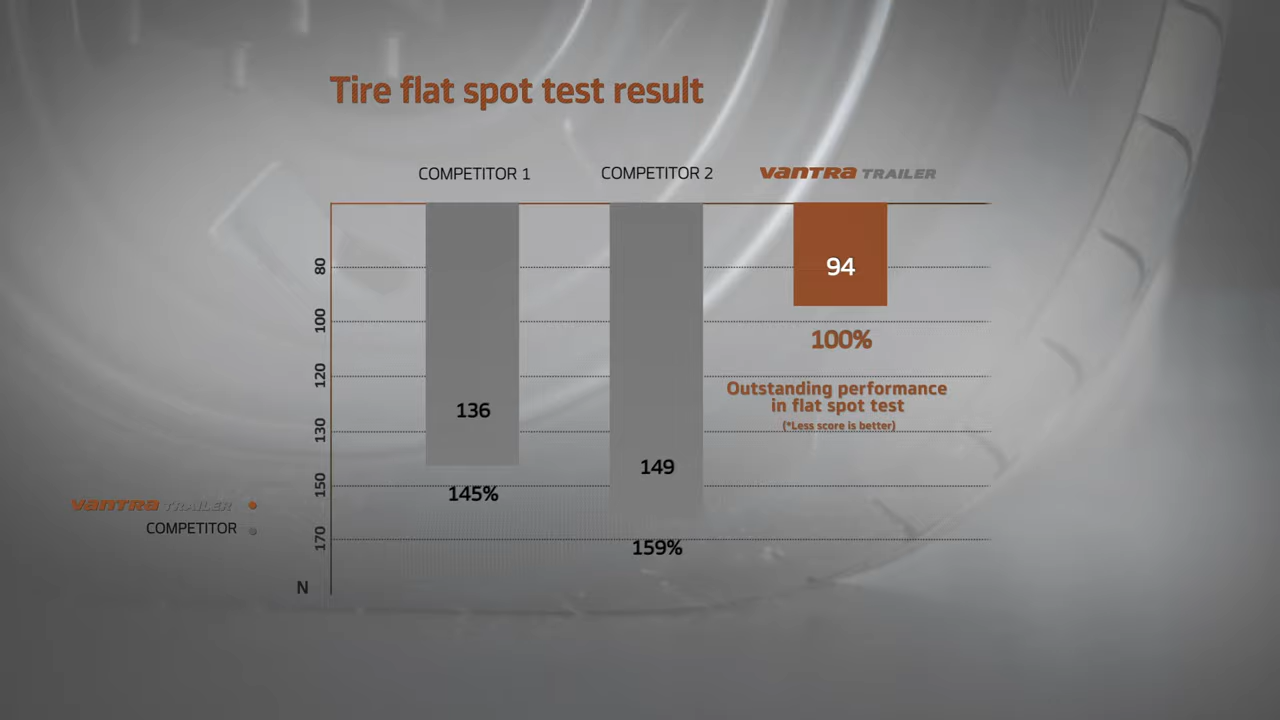 Tire flat spot test result
COMPETITOR 1
COMPETITOR 2
VANTRA TRAILER
80
100
120
130
150
170
N
136
145%
149
159%
94
100%
Outstanding performance
in flat spot test
(*Less score is better)
VANTRA TRAILER
COMPETITOR